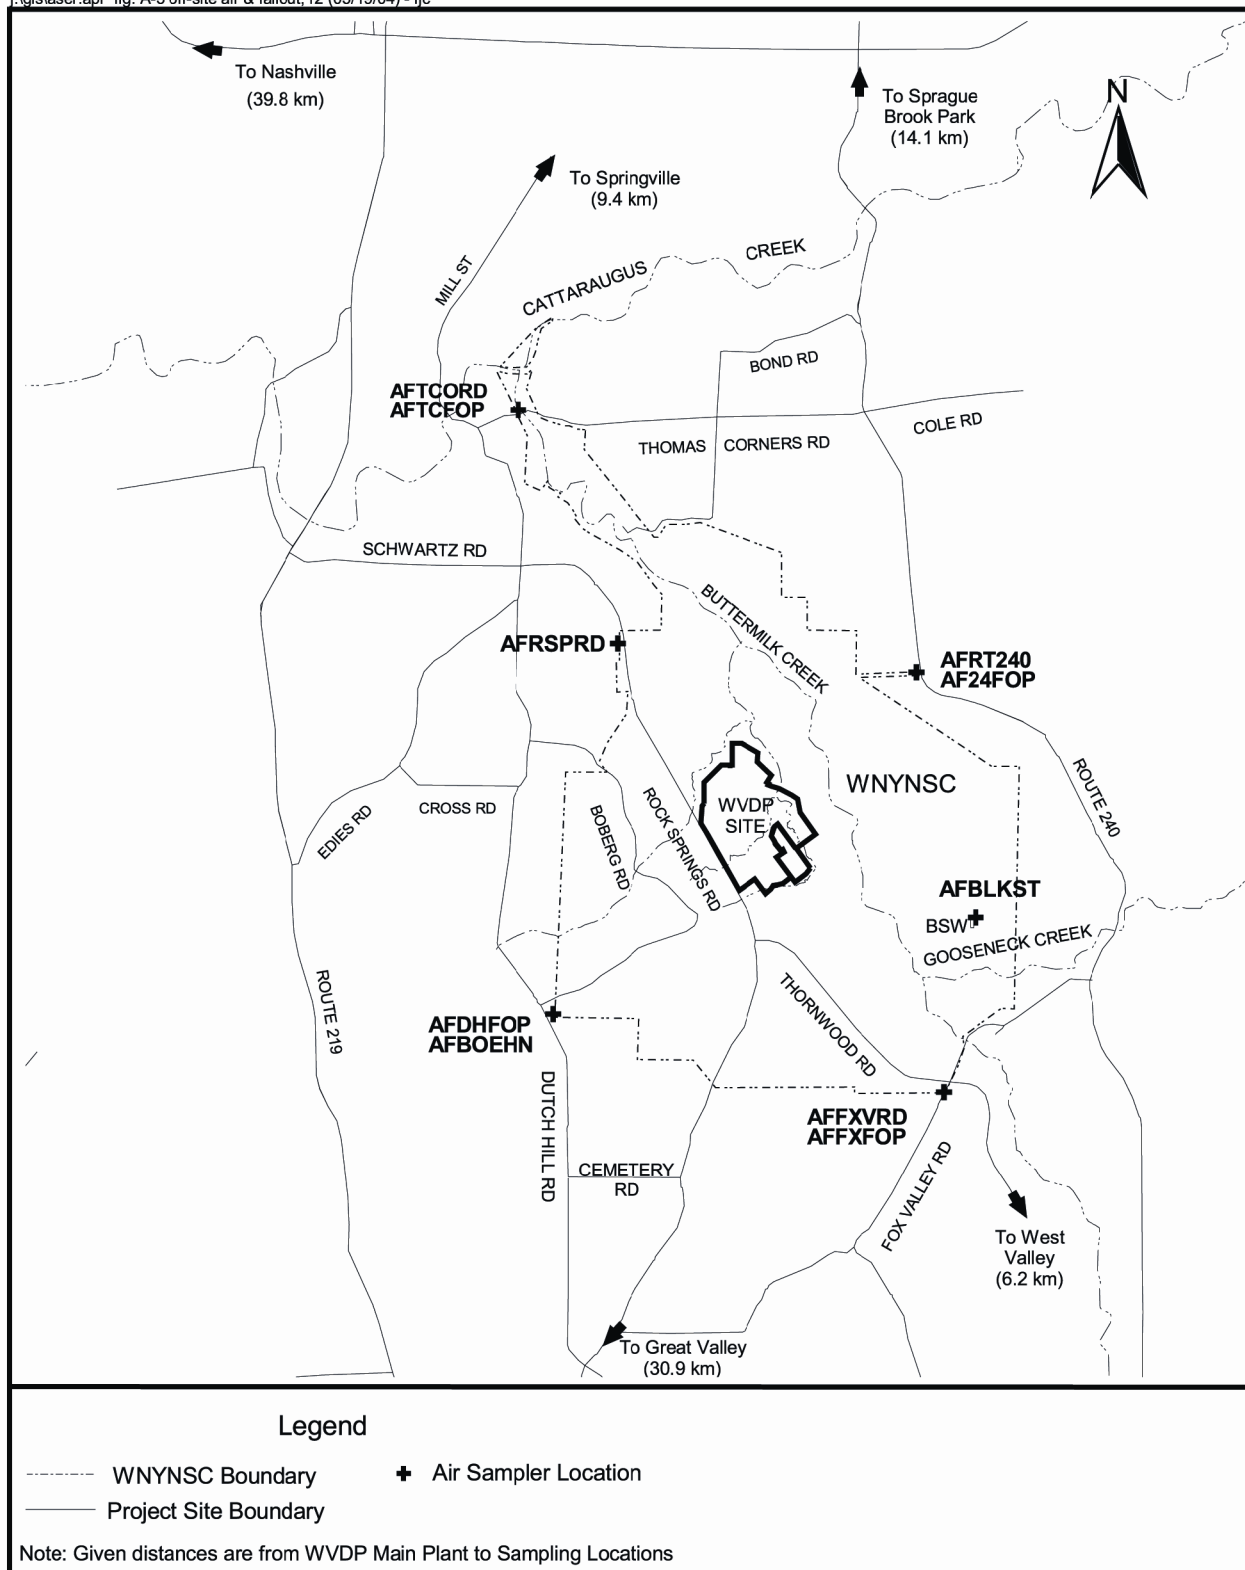 To Nashville
(39.8 km)
To Sprague
Brook Park
(14.1 km)
N
To Springville
(9.4 km)
MILL ST
CATTARAUGUS
CREEK
BOND RD
AFTCORD
AFTCFOP
THOMAS
CORNERS RD
COLE RD
SCHWARTZ RD
BUTTERMILK CREEK
AFRSPRD
AFRT240
AF24FOP
WNYNSC
ROUTE 240
EDIES RD
CROSS RD
BOBERG RD
ROCK SPRINGS RD
WVDP
SITE
AFBLKST
BSW
GOOSENECK CREEK
ROUTE 219
THORNWOOD RD
AFDHFOP
AFBOEHN
DUTCH HILL RD
AFFXVRD
AFFXFOP
CEMETERY
RD
FOX VALLEY RD
To West
Valley
(6.2 km)
To Great Valley
(30.9 km)
Legend
WNYNSC Boundary
Air Sampler Location
Project Site Boundary
Note: Given distances are from WVDP Main Plant to Sampling Locations